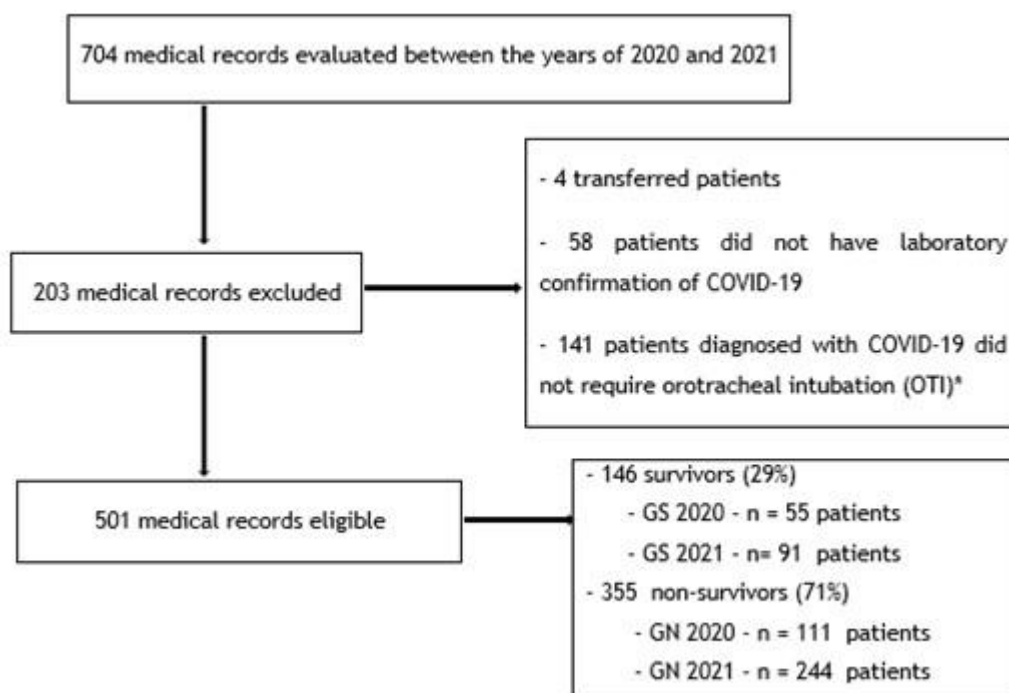 704 medical records evaluated between the years of 2020 and 2021
- 4 transferred patients
- 58 patients did not have laboratory
confirmation of COVID-19
- 141 patients diagnosed with COVID-19 did
not require orotracheal intubation (OTI)*
203 medical records excluded
501 medical records eligible
- 146 survivors (29%)
- GS 2020 - n = 55 patients
- GS 2021 - n= 91 patients
- 355 non-survivors (71%)
- GN 2020 - n = 111 patients
- GN 2021 - n = 244 patients